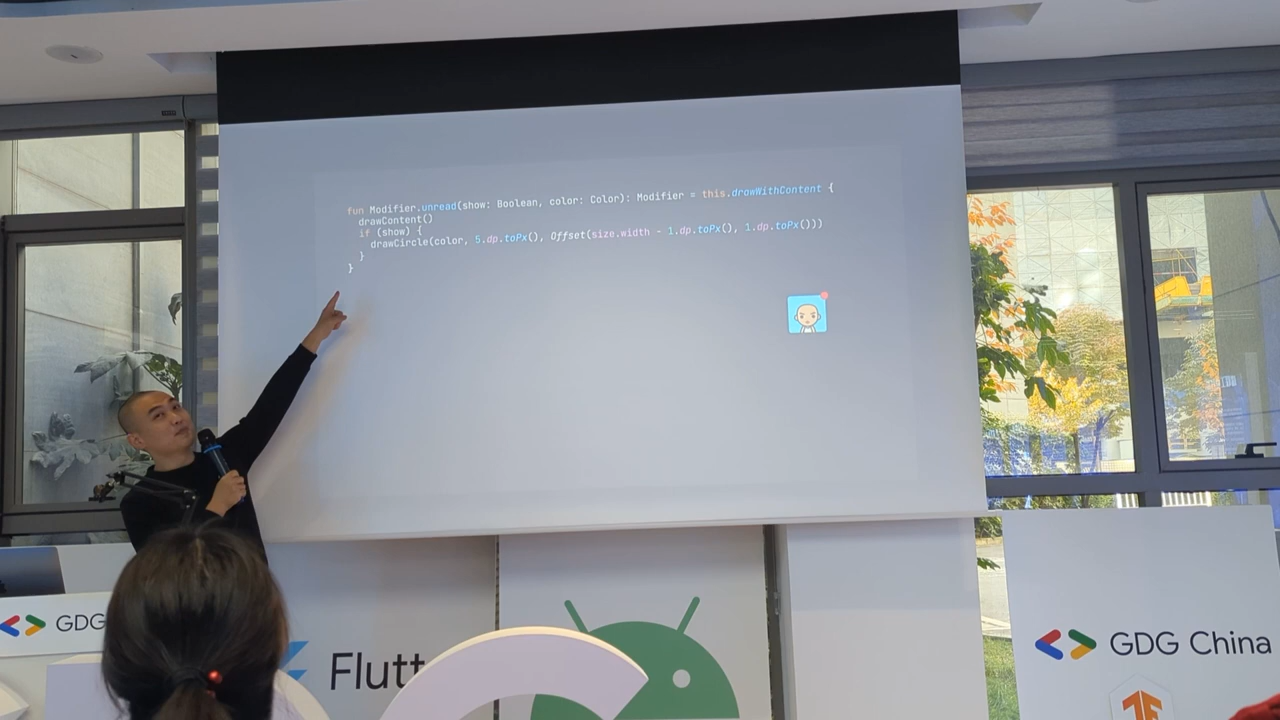 fun Modifier.unread(show: Boolean, color: Color): Modifier = this.drawWithContent {
drawContent()
if (show) {
drawCircle(color, 5.dp.toPx(), Offset(size.width - 1.dp.toPx(), 1.dp.toPx()))
}
}
GDG
Flutt
GDG China